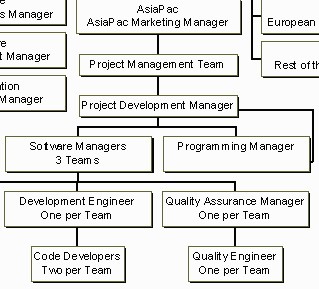 AsiaPac
AsiaPac Marketing Manager
s Manager
European
Project Management Team
t Manager
Rest of th
ation
Manager
Project Development Manager
Software Managers
3 Teams
Programming Manager
Development Engineer
One per Team
Quality Assurance Manager
One per Team
Code Developers
Two per Team
Quality Engineer
One per Team